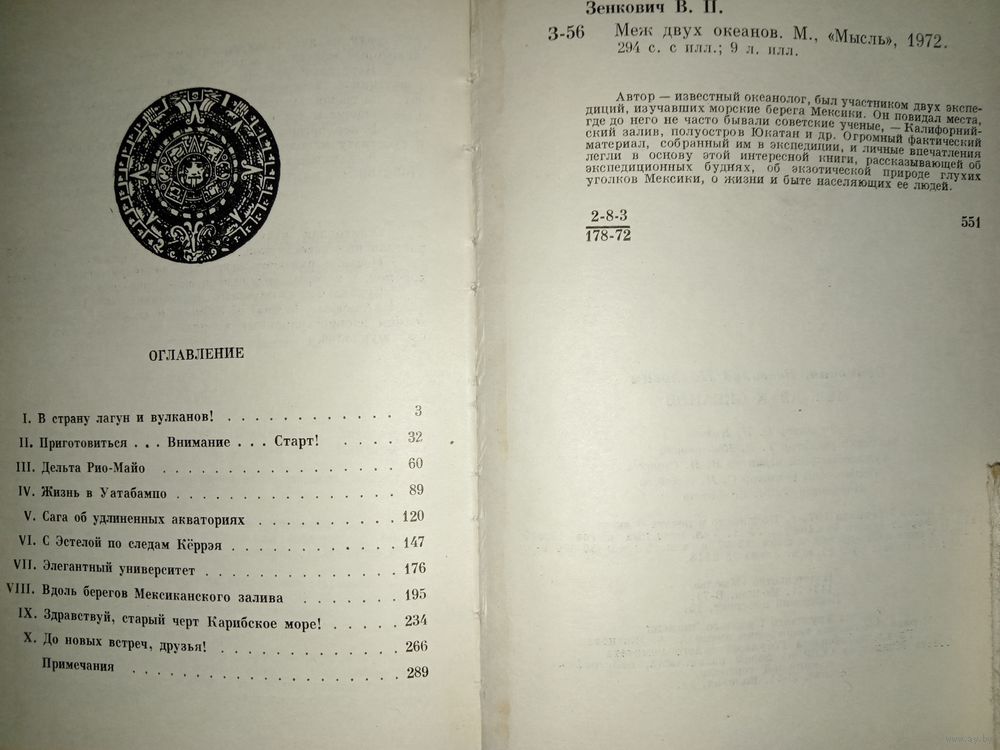 ОГЛАВЛЕНИЕ
I. В страну лагун и вулканов! . . . . . . . . . . . . 3
II. Приготовиться . . . Внимание . . . Старт! . . . . 32
III. Дельта Рио-Майо . . . . . . . . . . . . . . . . 60
IV. Жизнь в Уатабампо . . . . . . . . . . . . . . . 89
V. Сага об удлиненных акваториях . . . . . . . . . . 120
VI. С Эстелой по следам Кёррэя . . . . . . . . . . . . 147
VII. Элегантный университет . . . . . . . . . . . . . 176
VIII. Вдоль берегов Мексиканского залива . . . . . . . 195
IX. Здравствуй, старый черт Карибское море! . . . . . 234
X. До новых встреч, друзья! . . . . . . . . . . . . 266
Примечания . . . . . . . . . . . . . . . . . 289
Зенкович В. П.
З-56 Меж двух океанов. М., «Мысль», 1972.
294 с. с илл.; 9 л. илл.
Автор — известный океанолог, был участником двух экспе-
диций, изучавших морские берега Мексики. Он повидал места,
где до него не часто бывали советские ученые, — Калифорний-
ский залив, полуостров Юкатан и др. Огромный фактический
материал, собранный им в экспедиции, и личные впечатления
легли в основу этой интересной книги, рассказывающей об
экспедиционных буднях, об экзотической природе глухих
уголков Мексики, о жизни и быте населяющих ее людей.
2-8-3
178-72
551